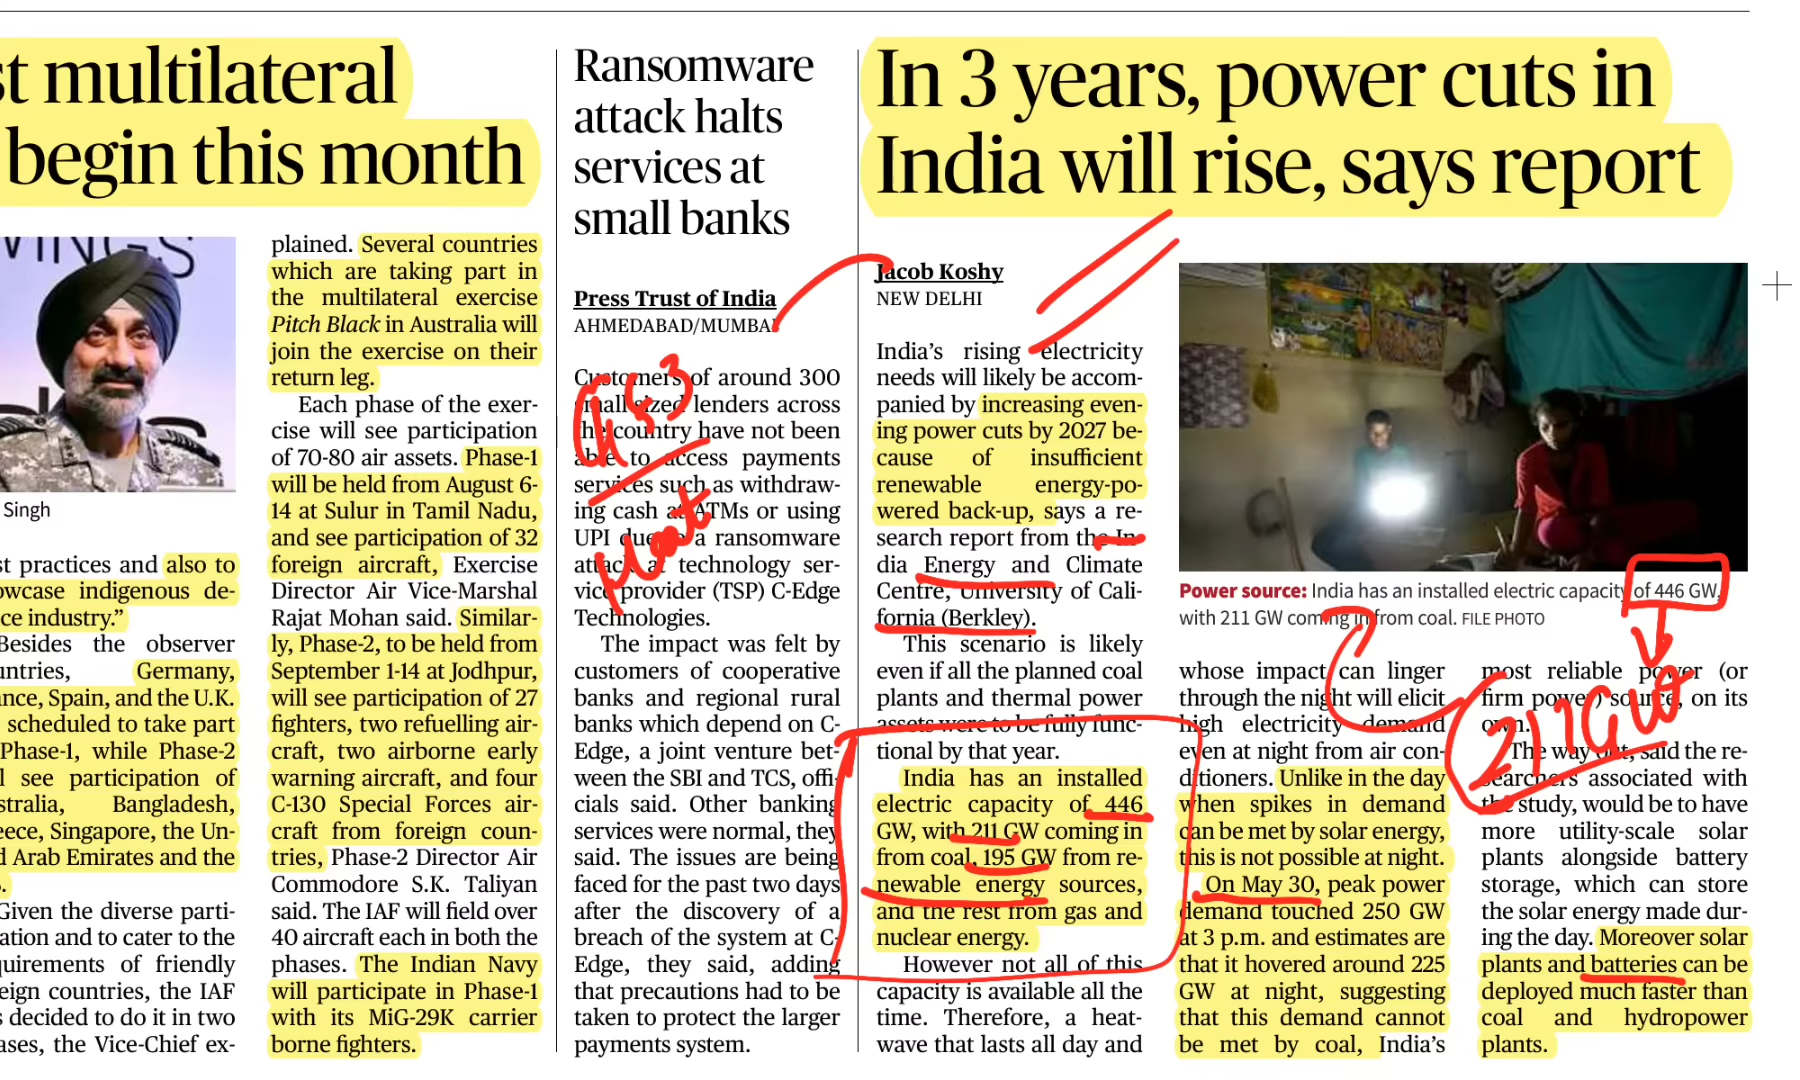 st multilateral
begin this month
WINGS
Singh
st practices and also to
owcase indigenous de-
ce industry.”
Besides the observer
untries, Germany,
ance, Spain, and the U.K.
scheduled to take part
Phase-1, while Phase-2
l see participation of
stralia, Bangladesh,
eece, Singapore, the Un-
d Arab Emirates and the
s.
Given the diverse parti-
ation and to cater to the
quirements of friendly
eign countries, the IAF
s decided to do it in two
ases, the Vice-Chief ex-
plained. Several countries
which are taking part in
the multilateral exercise
Pitch Black in Australia will
join the exercise on their
return leg.
Each phase of the exer-
cise will see participation
of 70-80 air assets. Phase-1
will be held from August 6-
14 at Sulur in Tamil Nadu,
and see participation of 32
foreign aircraft, Exercise
Director Air Vice-Marshal
Rajat Mohan said. Similar-
ly, Phase-2, to be held from
September 1-14 at Jodhpur,
will see participation of 27
fighters, two refuelling air-
craft, two airborne early
warning aircraft, and four
C-130 Special Forces air-
craft from foreign coun-
tries, Phase-2 Director Air
Commodore S.K. Taliyan
said. The IAF will field over
40 aircraft each in both the
phases. The Indian Navy
will participate in Phase-1
with its MiG-29K carrier
borne fighters.
Ransomware
attack halts
services at
small banks
Press Trust of India
AHMEDABAD/MUMBAI
Customers of around 300
small sized lenders across
the country have not been
able to access payments
services such as withdraw-
ing cash at ATMs or using
UPI due to a ransomware
attack at technology ser-
vice provider (TSP) C-Edge
Technologies.
The impact was felt by
customers of cooperative
banks and regional rural
banks which depend on C-
Edge, a joint venture bet-
ween the SBI and TCS, offi-
cials said. Other banking
services were normal, they
said. The issues are being
faced for the past two days
after the discovery of a
breach of the system at C-
Edge, they said, adding
that precautions had to be
taken to protect the larger
payments system.
In 3 years, power cuts in
India will rise, says report
Jacob Koshy
NEW DELHI
India’s rising electricity
needs will likely be accom-
panied by increasing even-
ing power cuts by 2027 be-
cause of insufficient
renewable energy-po-
wered back-up, says a re-
search report from the In-
dia Energy and Climate
Centre, University of Cali-
fornia (Berkley).
This scenario is likely
even if all the planned coal
plants and thermal power
assets were to be fully func-
tional by that year.
India has an installed
electric capacity of 446
GW, with 211 GW coming in
from coal, 195 GW from re-
newable energy sources,
and the rest from gas and
nuclear energy.
However not all of this
capacity is available all the
time. Therefore, a heat-
wave that lasts all day and
Power source: India has an installed electric capacity of 446 GW,
with 211 GW coming in from coal. FILE PHOTO
whose impact can linger
through the night will elicit
high electricity demand
even at night from air con-
ditioners. Unlike in the day
when spikes in demand
can be met by solar energy,
this is not possible at night.
On May 30, peak power
demand touched 250 GW
at 3 p.m. and estimates are
that it hovered around 225
GW at night, suggesting
that this demand cannot
be met by coal, India’s
most reliable power (or
firm power) source, on its
own.
The way out, said the re-
searchers associated with
the study, would be to have
more utility-scale solar
plants alongside battery
storage, which can store
the solar energy made dur-
ing the day. Moreover solar
plants and batteries can be
deployed much faster than
coal and hydropower
plants.